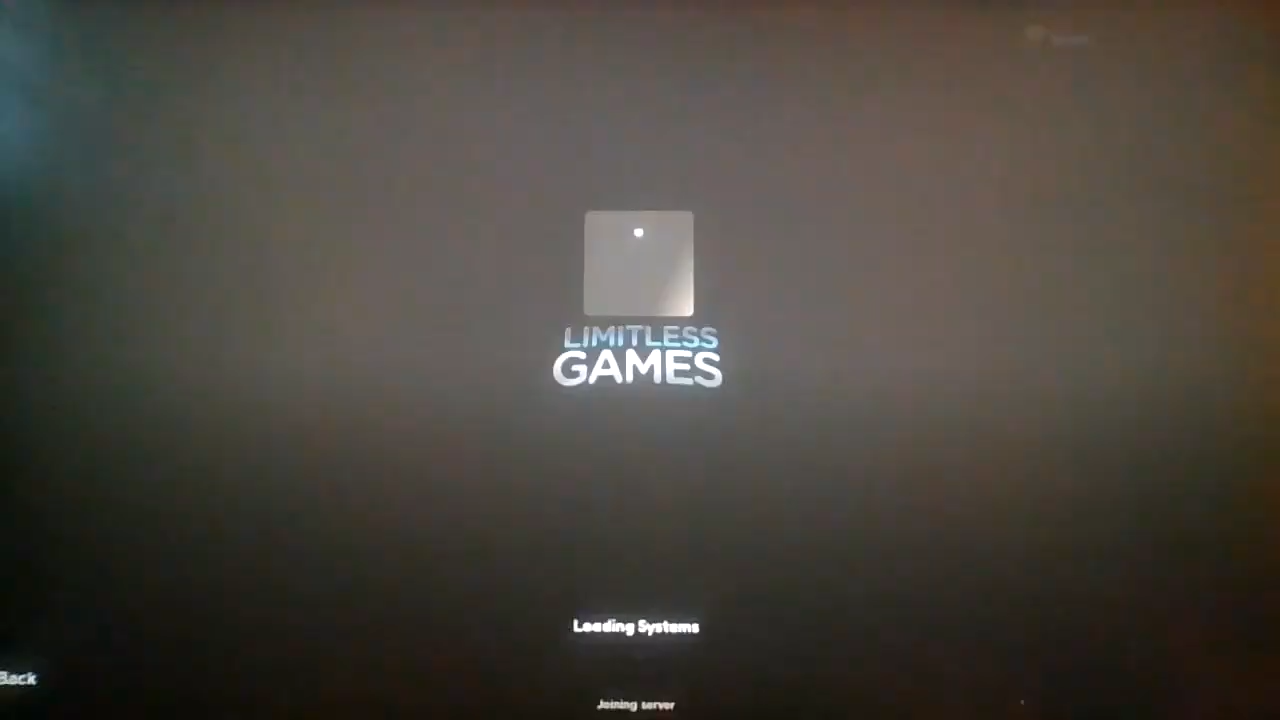 LIMITLESS
GAMES
Loading Systems
Back
Joining server